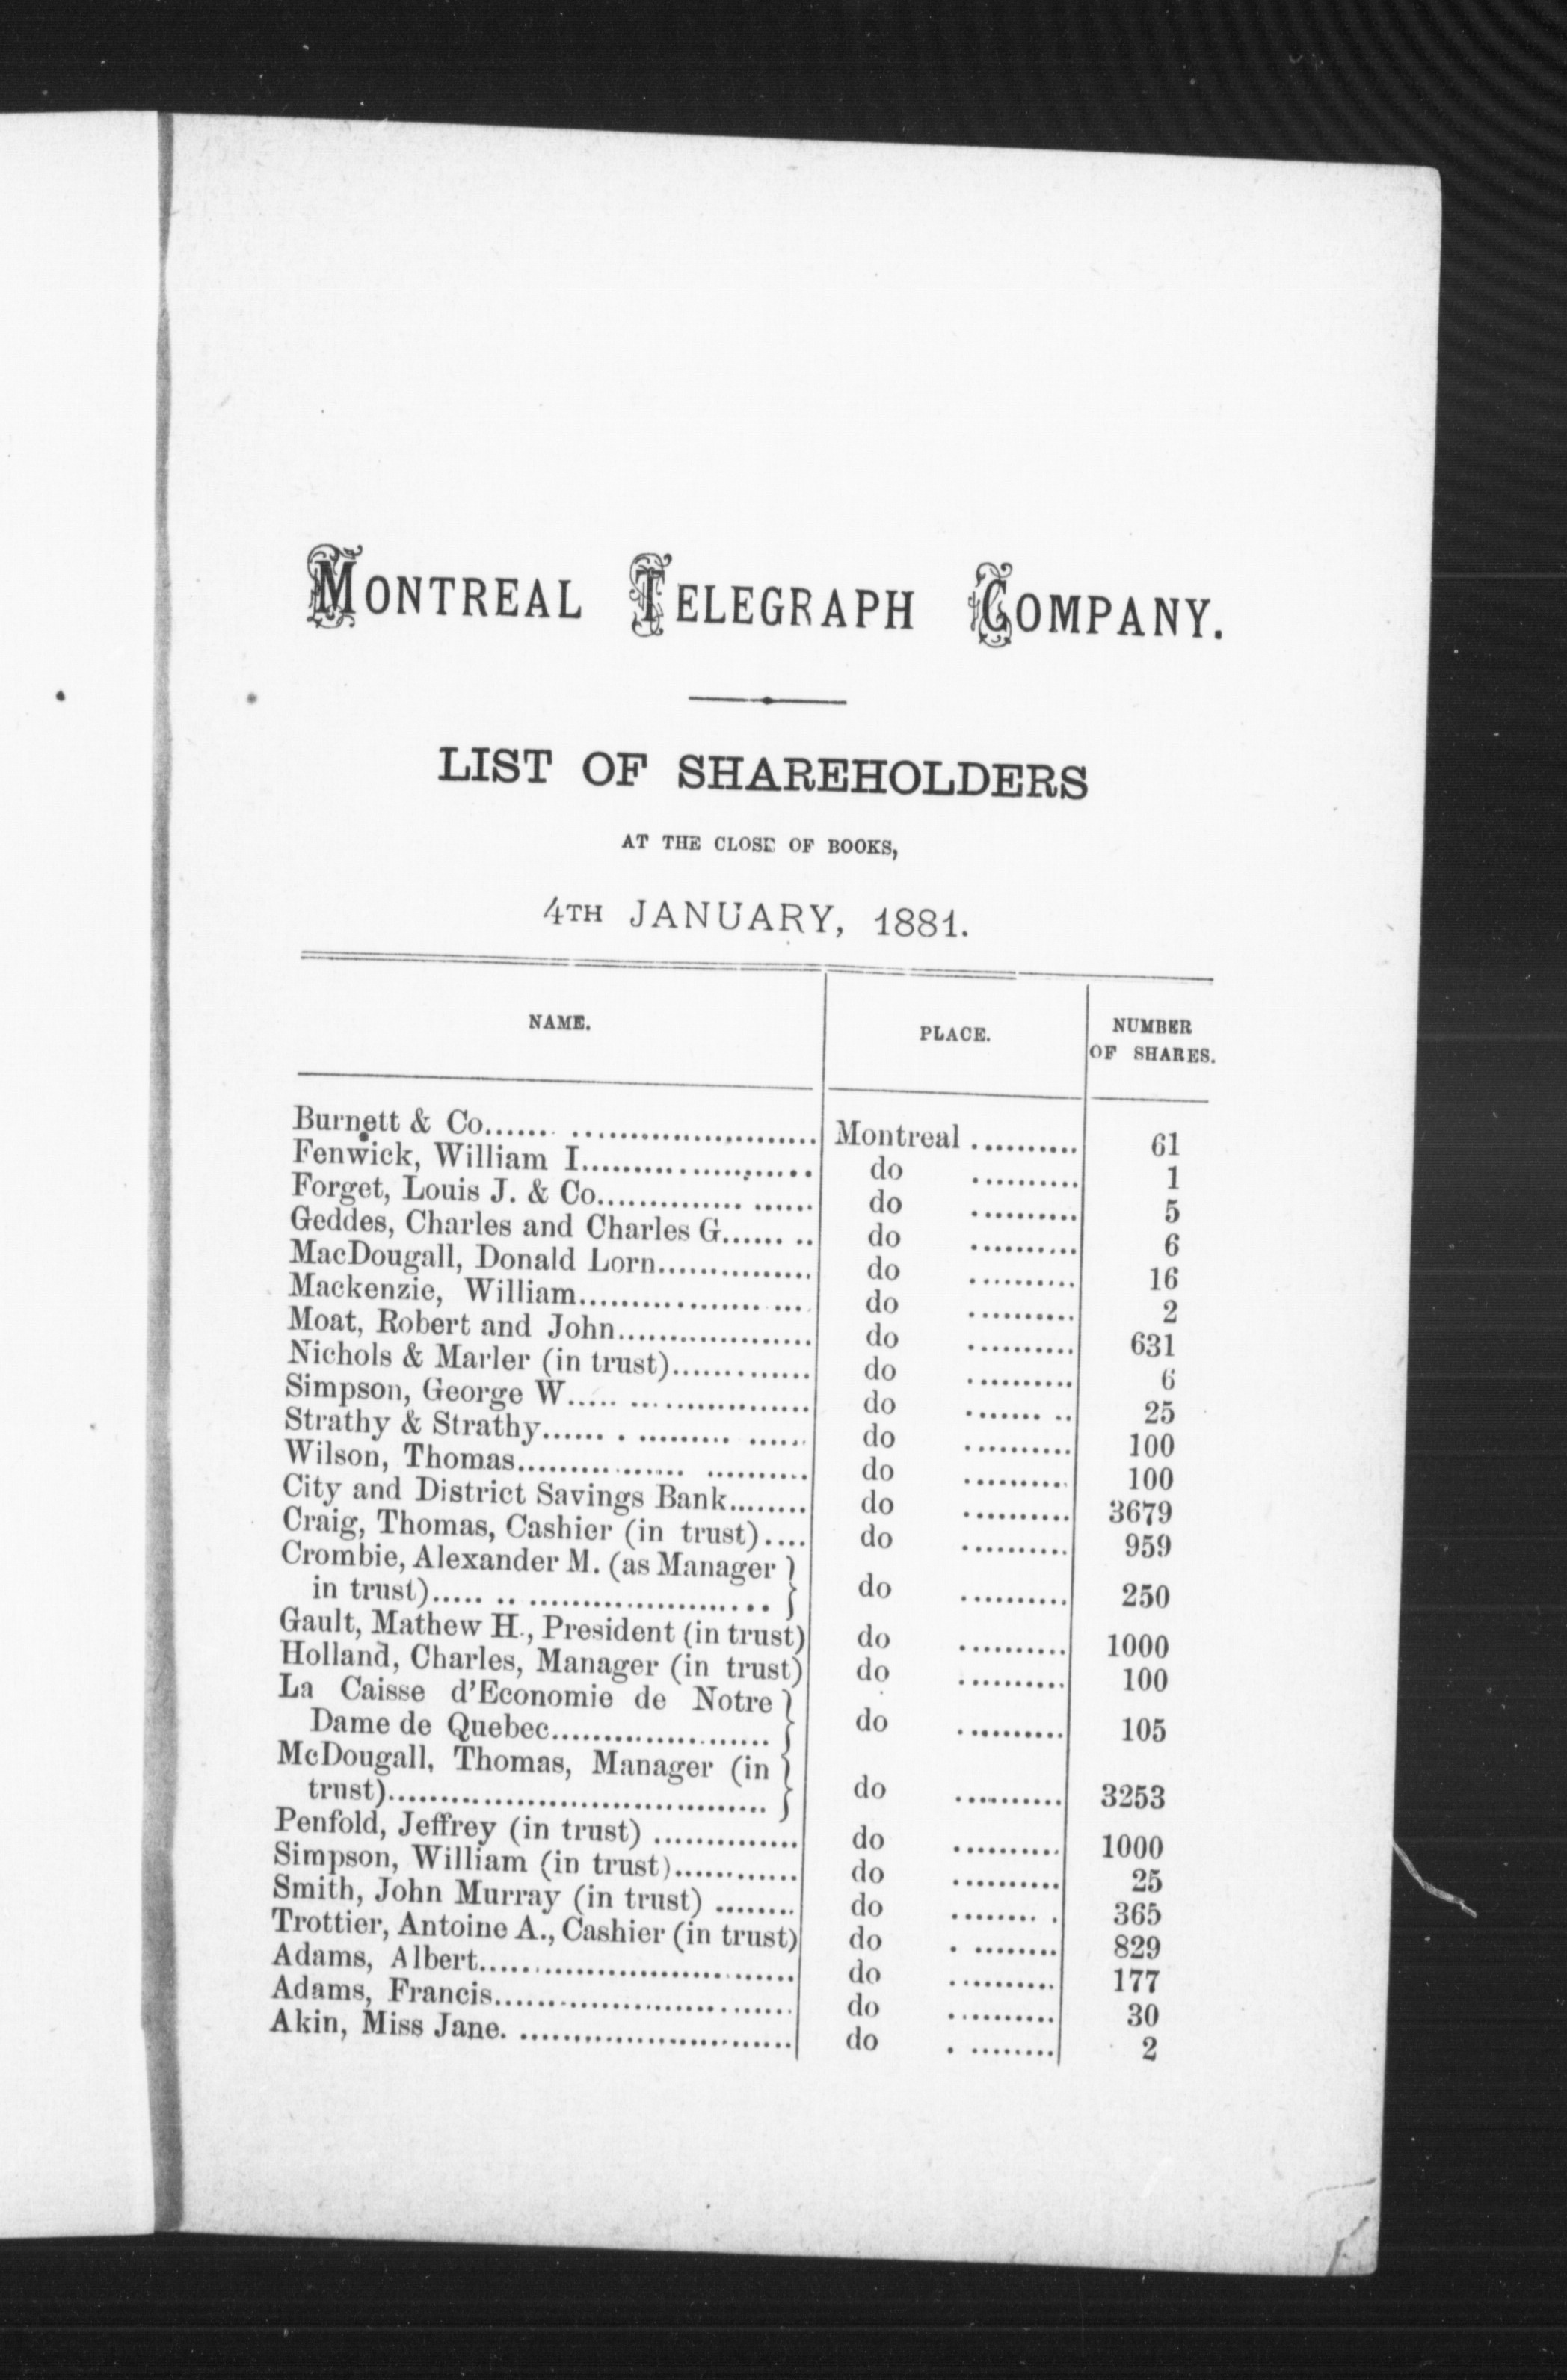 MONTREAL TELEGRAPH COMPANY.
LIST OF SHAREHOLDERS
AT THE CLOSE OF BOOKS,
4TH JANUARY, 1881.
NAME. PLACE. NUMBER OF SHARES.
Burnett & Co. Montreal 61
Fenwick, William I. do 1
Forget, Louis J. & Co. do 5
Geddes, Charles and Charles G. do 6
MacDougall, Donald Lorn do 16
Mackenzie, William do 2
Moat, Robert and John do 631
Nichols & Marler (in trust) do 6
Simpson, George W. do 25
Strathy & Strathy do 100
Wilson, Thomas do 100
City and District Savings Bank do 3679
Craig, Thomas, Cashier (in trust) do 959
Crombie, Alexander M. (as Manager
in trust) do 250
Gault, Mathew H., President (in trust) do 1000
Holland, Charles, Manager (in trust) do 100
La Caisse d'Economie de Notre
Dame de Quebec do 105
McDougall, Thomas, Manager (in
trust) do 3253
Penfold, Jeffrey (in trust) do 1000
Simpson, William (in trust) do 25
Smith, John Murray (in trust) do 365
Trottier, Antoine A., Cashier (in trust) do 829
Adams, Albert do 177
Adams, Francis do 30
Akin, Miss Jane. do 2